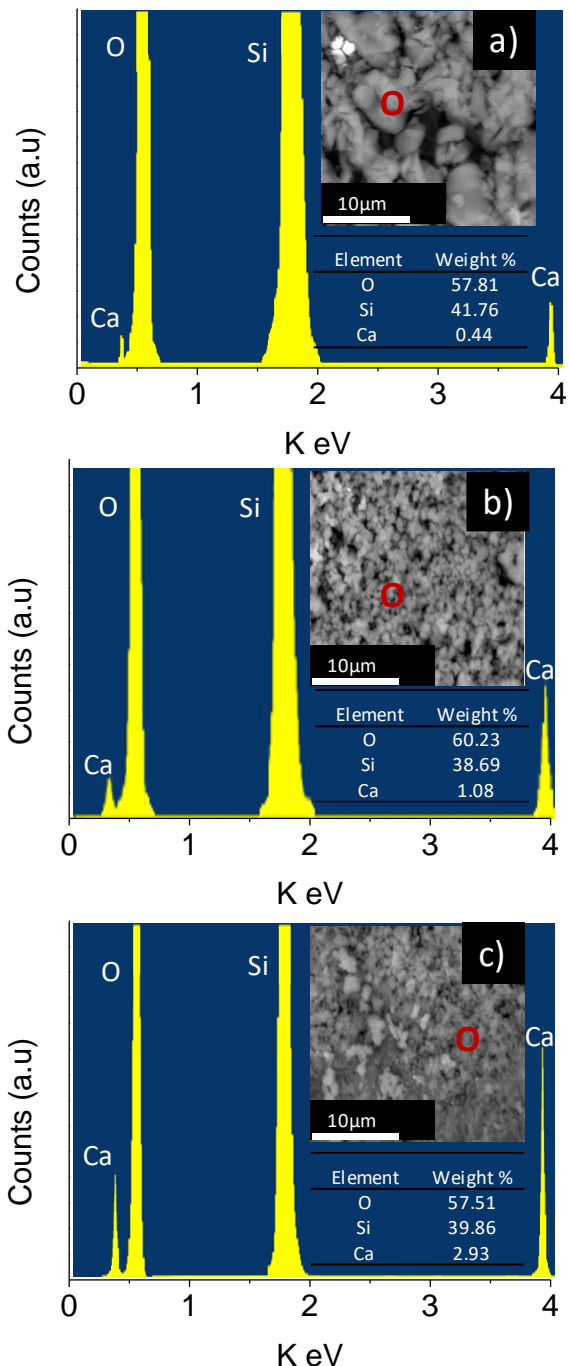 a)
O
Si
Ca
Ca
O
10µm
Element Weight %
O 57.81
Si 41.76
Ca 0.44
Counts (a.u)
0 1 2 3 4
K eV
b)
O
Si
Ca
Ca
O
10µm
Element Weight %
O 60.23
Si 38.69
Ca 1.08
Counts (a.u)
0 1 2 3 4
K eV
c)
O
Si
Ca
Ca
O
10µm
Element Weight %
O 57.51
Si 39.86
Ca 2.93
Counts (a.u)
0 1 2 3 4
K eV